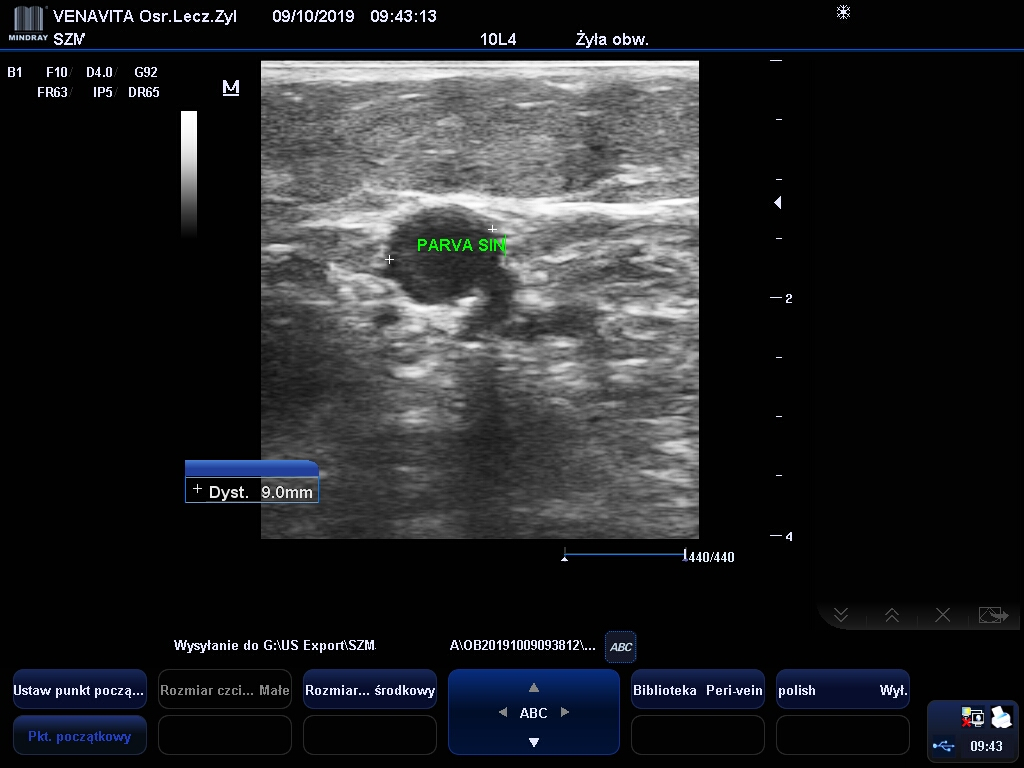 VENAVITA Osr.Lecz.Zyl 09/10/2019 09:43:13
MINDRAY SZM
10L4 Żyła obw.
B1 F10 D4.0 G92
FR63 IP5 DR65
M
PARVA SIN
2
+ Dyst. 9.0mm
4
440/440
Wysyłanie do G:\US Export\SZM A\OB20191009093812\... ABC
Ustaw punkt począ... Rozmiar czci... Małe Rozmiar... środkowy ABC Biblioteka Peri-vein polish Wył.
Pkt. początkowy
09:43